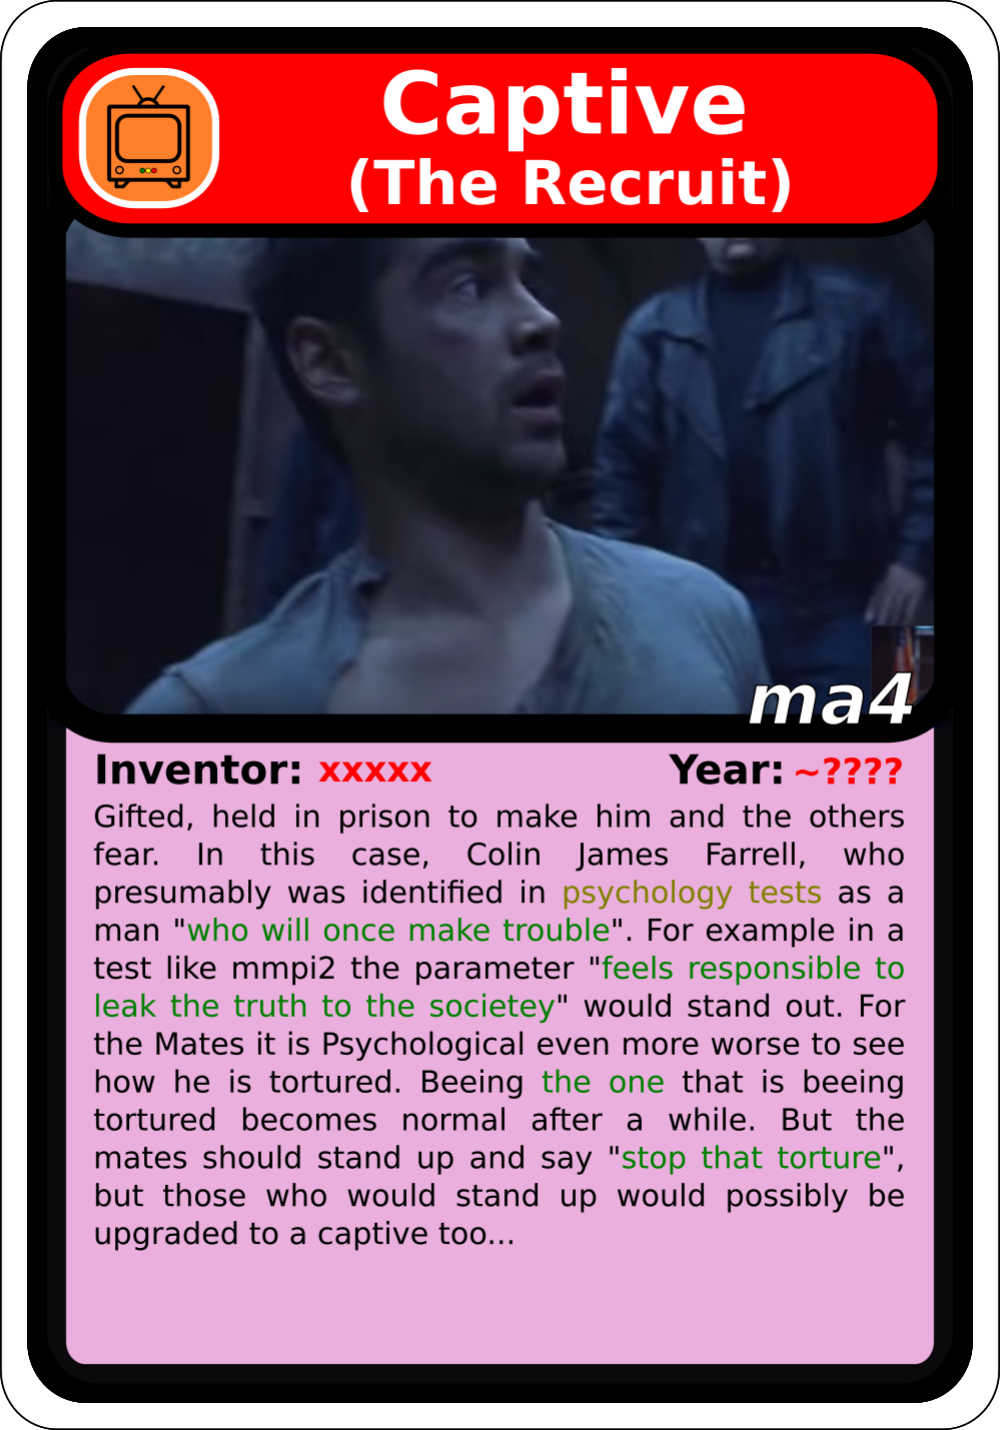 Captive
(The Recruit)
ma4
Inventor: xxxxx Year: ~????
Gifted, held in prison to make him and the others
fear. In this case, Colin James Farrell, who
presumably was identified in psychology tests as a
man "who will once make trouble". For example in a
test like mmpi2 the parameter "feels responsible to
leak the truth to the societey" would stand out. For
the Mates it is Psychological even more worse to see
how he is tortured. Beeing the one that is beeing
tortured becomes normal after a while. But the
mates should stand up and say "stop that torture",
but those who would stand up would possibly be
upgraded to a captive too...